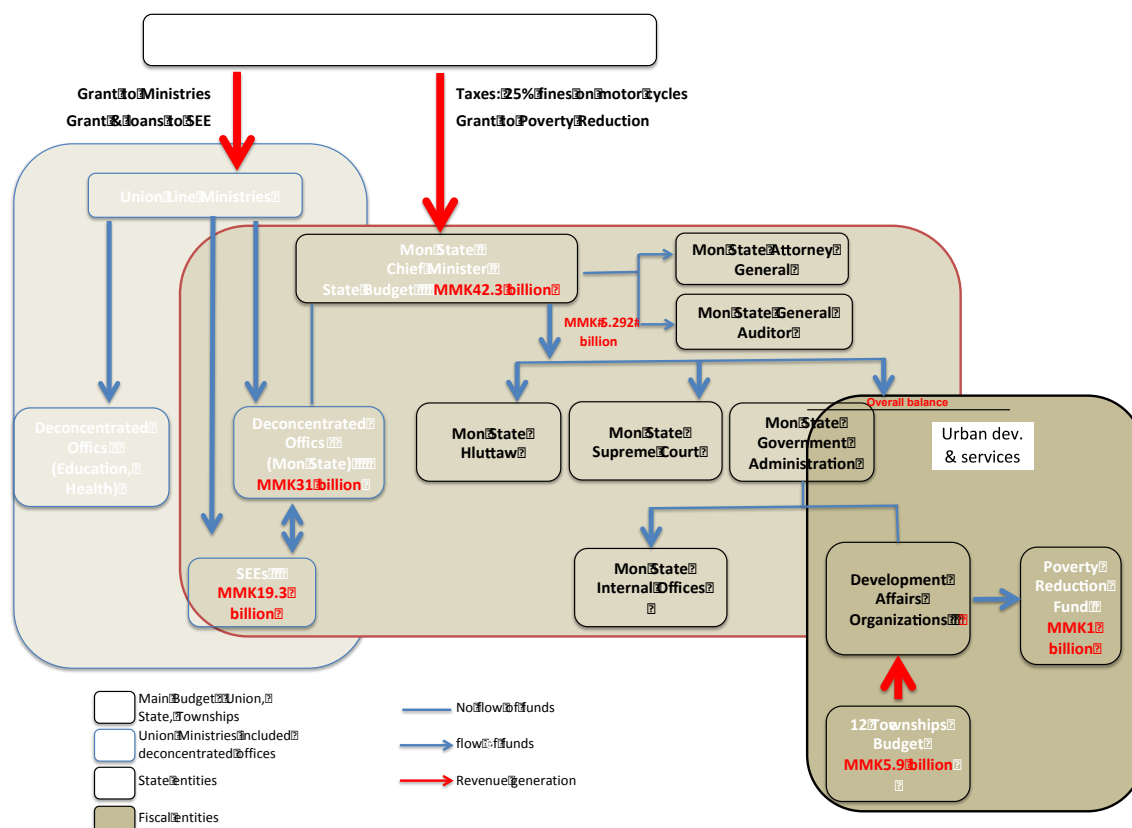 Grant to Ministries
Grant & loans to SEE
Taxes: 25% fines on motor cycles
Grant to Poverty Reduction
Union Line Ministries
Mon State
Chief Minister
State Budget MMK42.3 billion
Mon State Attorney
General
Mon State General
Auditor
MMK#5.292#
billion
Deconcentrated
Offics
(Education,
Health)
Deconcentrated
Offics
(Mon State)
MMK31 billion
Mon State
Hluttaw
Mon State
Supreme Court
Mon State
Government
Administration
Overall balance
Urban dev.
& services
SEEs
MMK19.3
billion
Mon State
Internal Offices
Development
Affairs
Organizations
Poverty
Reduction
Fund
MMK1
billion
12 Townships
Budget
MMK5.9 billion
Main Budget Union,
State, Townships
Union Ministries included
deconcentrated offices
State entities
Fiscal entities
No flow of funds
flow of funds
Revenue generation